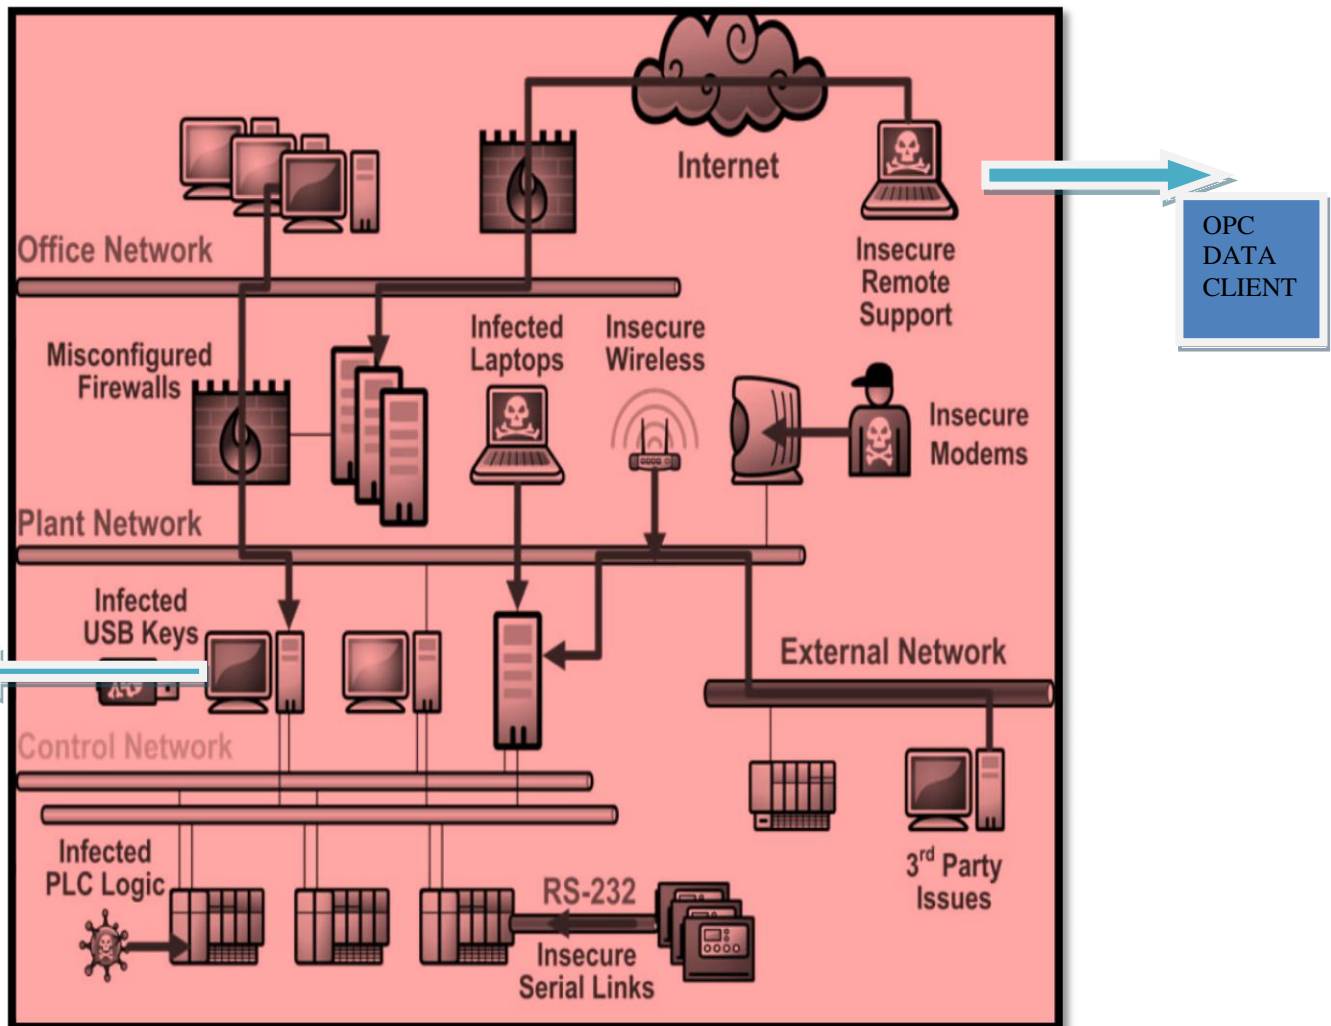 Internet
OPC
DATA
CLIENT
Office Network
Insecure
Remote
Support
Misconfigured
Firewalls
Infected
Laptops
Insecure
Wireless
Insecure
Modems
Plant Network
Infected
USB Keys
External Network
Control Network
Infected
PLC Logic
RS-232
Insecure
Serial Links
3rd Party
Issues